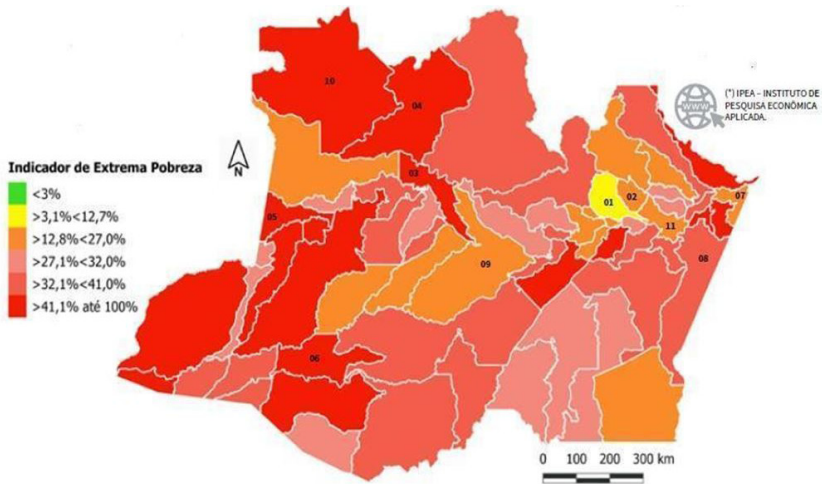 (*) IPEA – INSTITUTO DE
PESQUISA ECONÔMICA
APLICADA.
WWW
10
04
N
Indicador de Extrema Pobreza
<3%
>3,1%<12,7%
>12,8%<27,0%
>27,1%<32,0%
>32,1%<41,0%
>41,1% até 100%
03
01
02
07
05
11
09
08
06
0 100 200 300 km